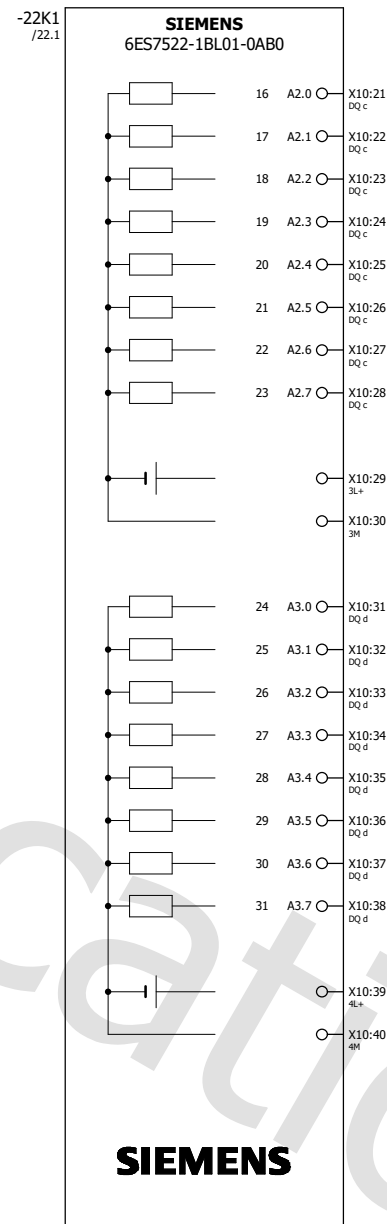 -22K1
/22.1
SIEMENS
6ES7522-1BL01-0AB0
16 A2.0 X10:21
DQ c
17 A2.1 X10:22
DQ c
18 A2.2 X10:23
DQ c
19 A2.3 X10:24
DQ c
20 A2.4 X10:25
DQ c
21 A2.5 X10:26
DQ c
22 A2.6 X10:27
DQ c
23 A2.7 X10:28
DQ c
X10:29
3L+
X10:30
3M
24 A3.0 X10:31
DQ d
25 A3.1 X10:32
DQ d
26 A3.2 X10:33
DQ d
27 A3.3 X10:34
DQ d
28 A3.4 X10:35
DQ d
29 A3.5 X10:36
DQ d
30 A3.6 X10:37
DQ d
31 A3.7 X10:38
DQ d
X10:39
4L+
X10:40
4M
SIEMENS